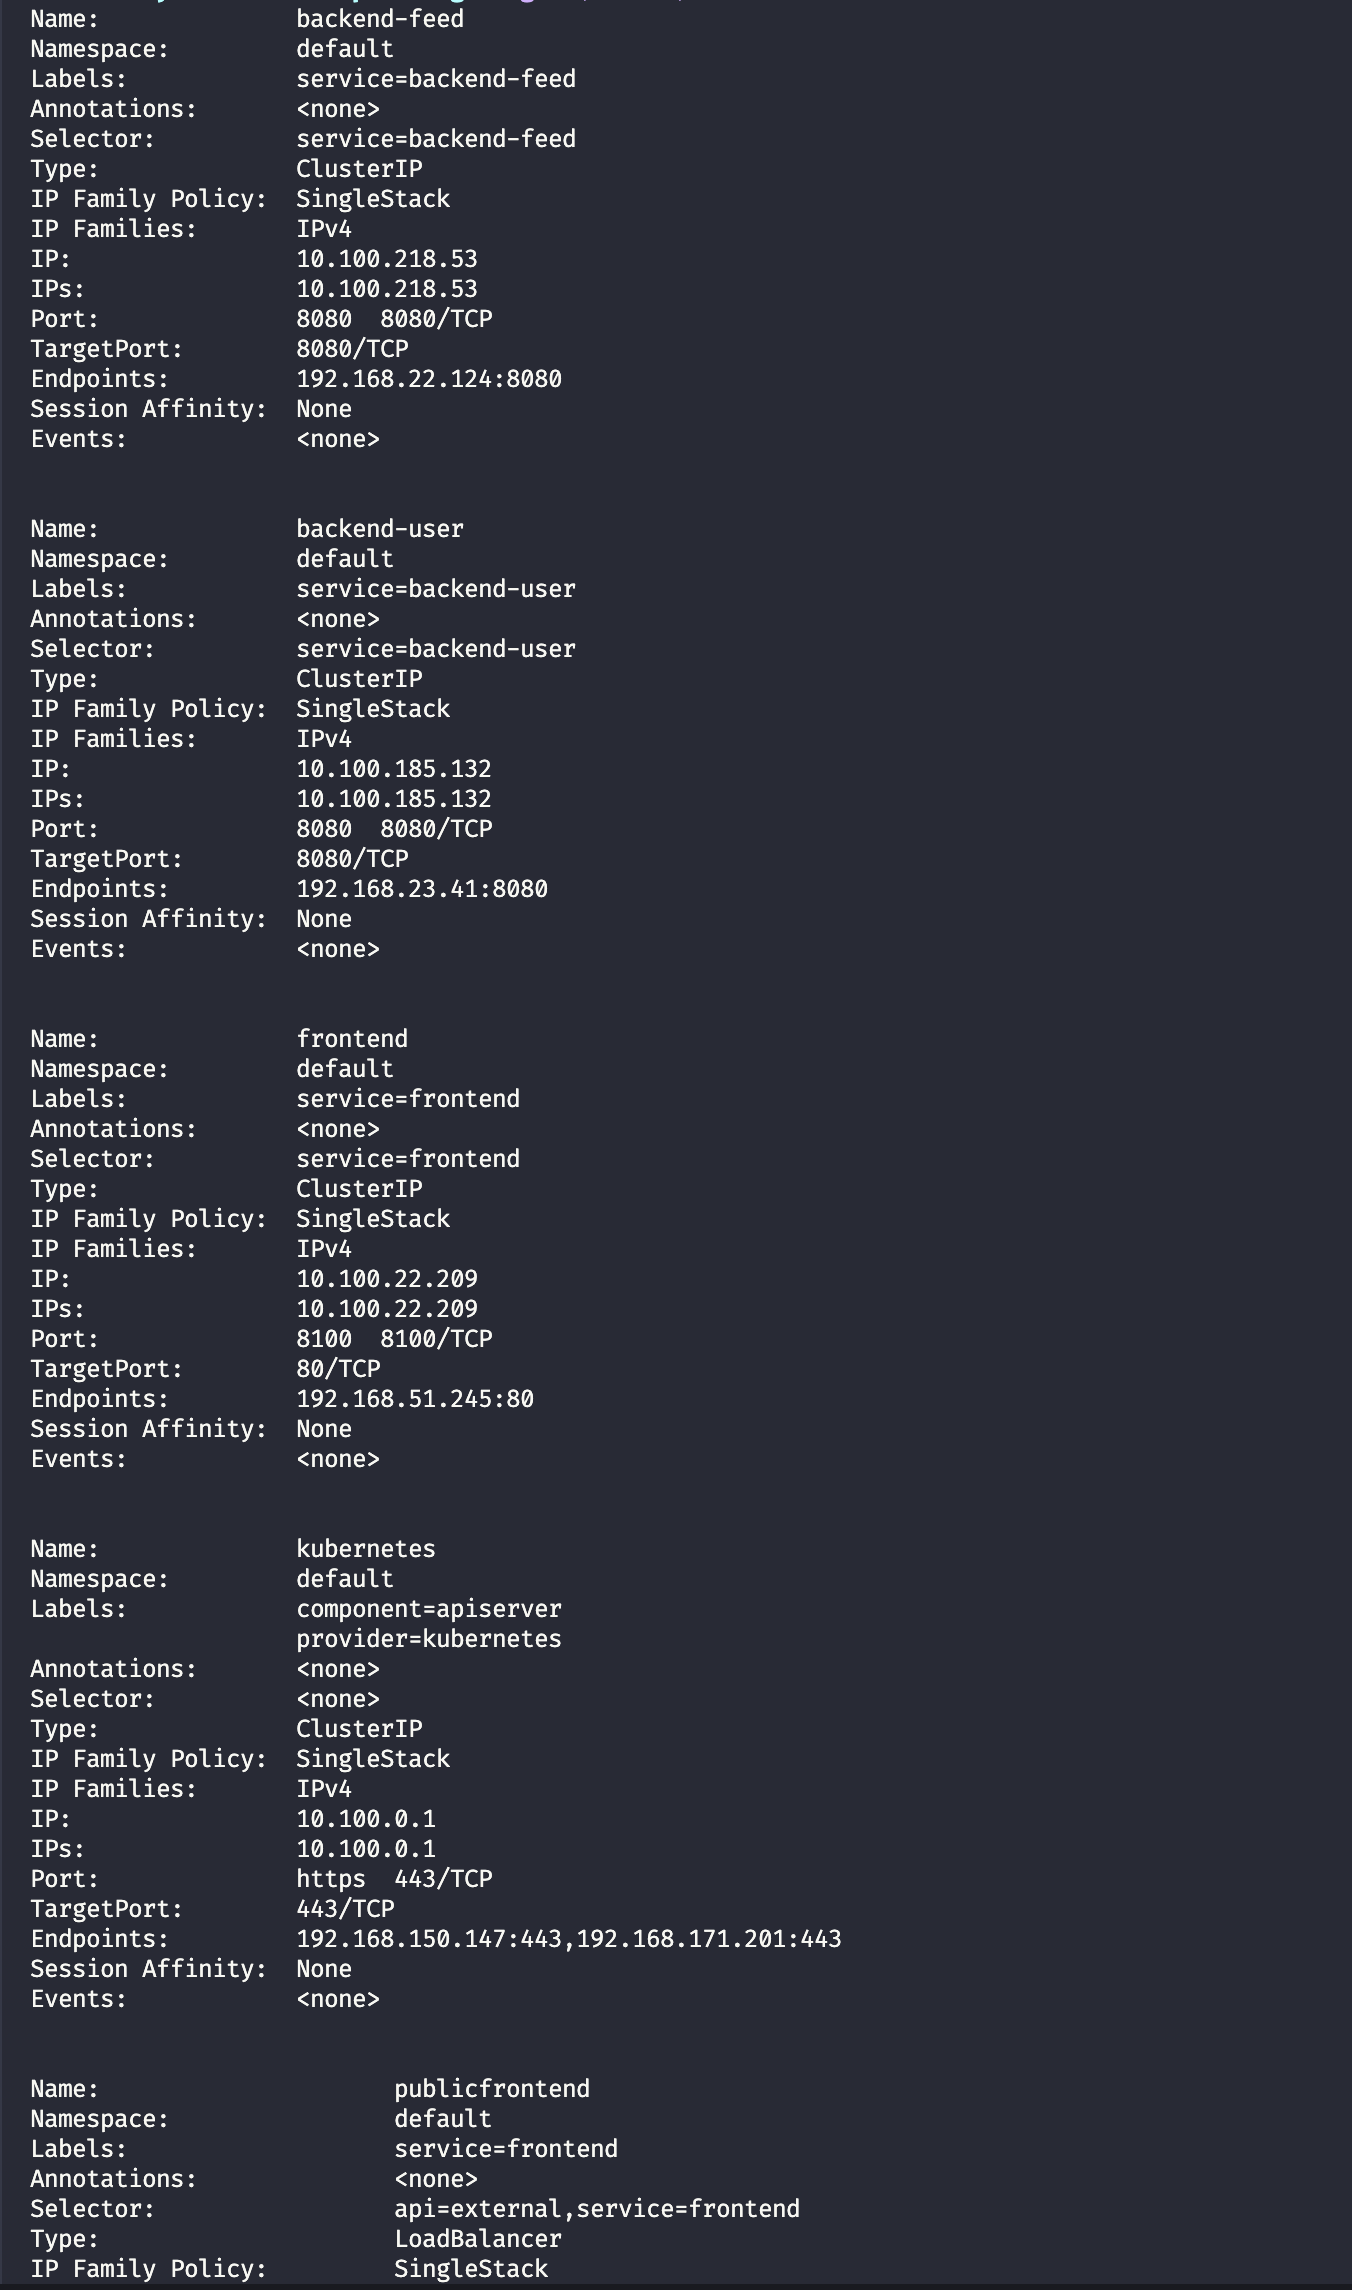 Name:              backend-feed
Namespace:         default
Labels:            service=backend-feed
Annotations:       <none>
Selector:          service=backend-feed
Type:              ClusterIP
IP Family Policy:  SingleStack
IP Families:       IPv4
IP:                10.100.218.53
IPs:               10.100.218.53
Port:              8080  8080/TCP
TargetPort:        8080/TCP
Endpoints:         192.168.22.124:8080
Session Affinity:  None
Events:            <none>

Name:              backend-user
Namespace:         default
Labels:            service=backend-user
Annotations:       <none>
Selector:          service=backend-user
Type:              ClusterIP
IP Family Policy:  SingleStack
IP Families:       IPv4
IP:                10.100.185.132
IPs:               10.100.185.132
Port:              8080  8080/TCP
TargetPort:        8080/TCP
Endpoints:         192.168.23.41:8080
Session Affinity:  None
Events:            <none>

Name:              frontend
Namespace:         default
Labels:            service=frontend
Annotations:       <none>
Selector:          service=frontend
Type:              ClusterIP
IP Family Policy:  SingleStack
IP Families:       IPv4
IP:                10.100.22.209
IPs:               10.100.22.209
Port:              8100  8100/TCP
TargetPort:        80/TCP
Endpoints:         192.168.51.245:80
Session Affinity:  None
Events:            <none>

Name:              kubernetes
Namespace:         default
Labels:            component=apiserver
                   provider=kubernetes
Annotations:       <none>
Selector:          <none>
Type:              ClusterIP
IP Family Policy:  SingleStack
IP Families:       IPv4
IP:                10.100.0.1
IPs:               10.100.0.1
Port:              https  443/TCP
TargetPort:        443/TCP
Endpoints:         192.168.150.147:443,192.168.171.201:443
Session Affinity:  None
Events:            <none>

Name:                     publicfrontend
Namespace:                default
Labels:                   service=frontend
Annotations:              <none>
Selector:                 api=external,service=frontend
Type:                     LoadBalancer
IP Family Policy:         SingleStack